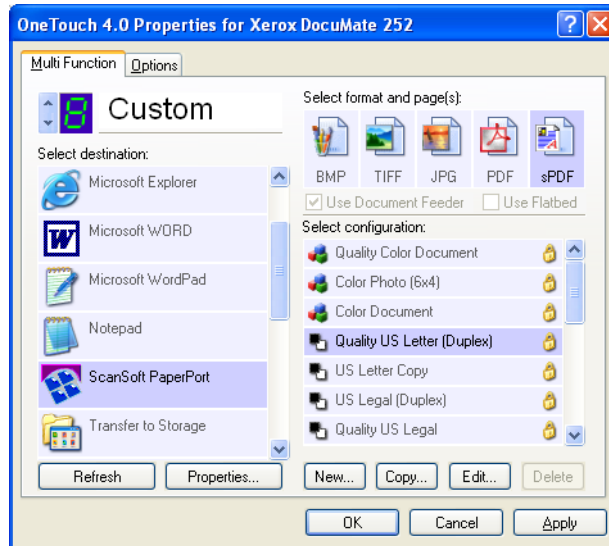 OneTouch 4.0 Properties for Xerox DocuMate 252
Multi Function
Options
8
Custom
Select destination:
Microsoft Explorer
Microsoft WORD
Microsoft WordPad
Notepad
ScanSoft PaperPort
Transfer to Storage
Refresh
Properties...
Select format and page(s):
BMP TIFF JPG PDF sPDF
Use Document Feeder
Use Flatbed
Select configuration:
Quality Color Document
Color Photo (6x4)
Color Document
Quality US Letter (Duplex)
US Letter Copy
US Legal (Duplex)
Quality US Legal
New... Copy... Edit... Delete
OK Cancel Apply